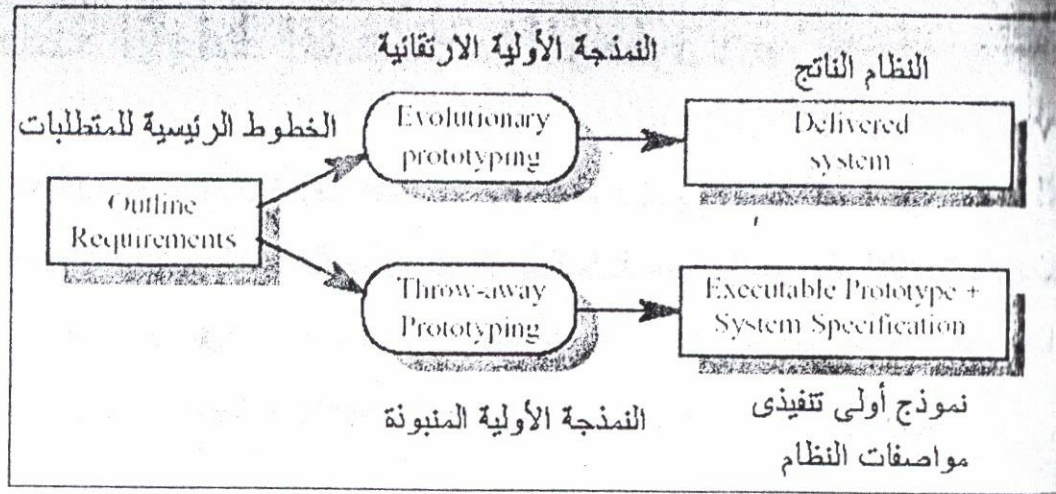 النمذجة الأولية الارتقائية
النظام الناتج
الخطوط الرئيسية للمتطلبات
Evolutionary
prototyping
Delivered
system
Outline
Requirements
Throw-away
Prototyping
Executable Prototype +
System Specification
النمذجة الأولية المنبوذة
نموذج أولى تنفيذى
مواصفات النظام